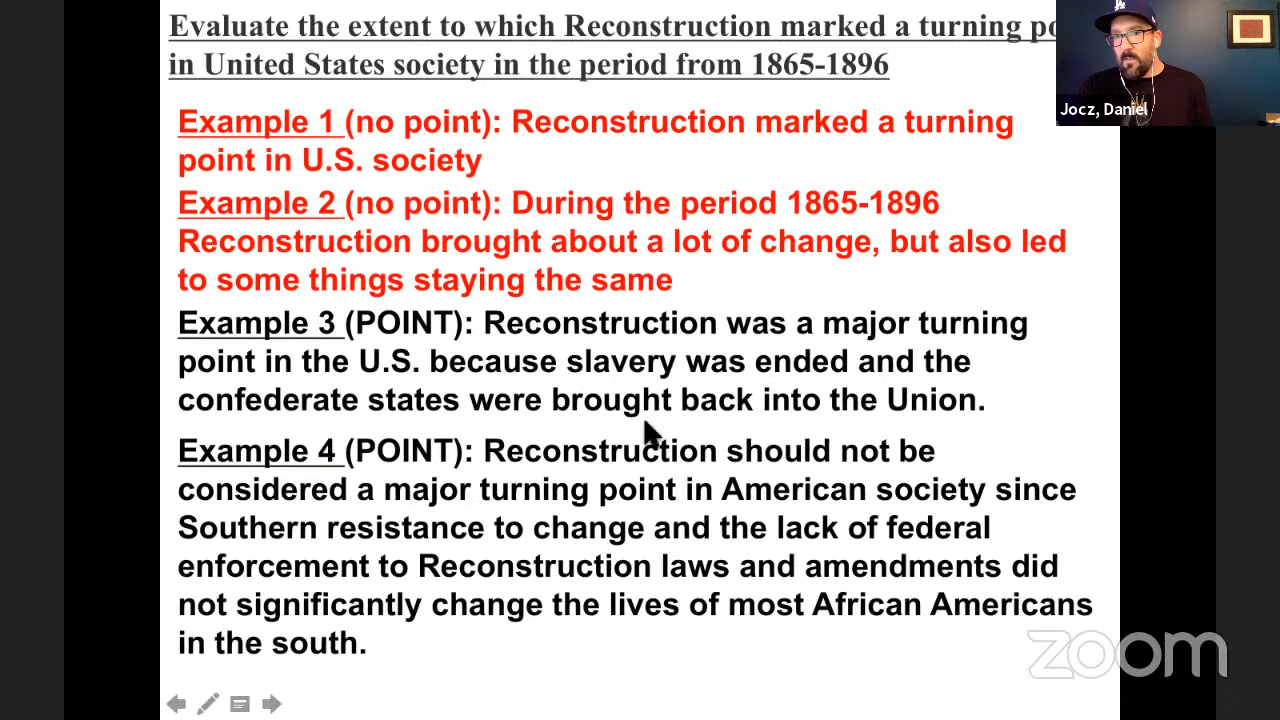 Evaluate the extent to which Reconstruction marked a turning
in United States society in the period from 1865-1896
Example 1 (no point): Reconstruction marked a turning
point in U.S. society
Example 2 (no point): During the period 1865-1896
Reconstruction brought about a lot of change, but also led
to some things staying the same
Example 3 (POINT): Reconstruction was a major turning
point in the U.S. because slavery was ended and the
confederate states were brought back into the Union.
Example 4 (POINT): Reconstruction should not be
considered a major turning point in American society since
Southern resistance to change and the lack of federal
enforcement to Reconstruction laws and amendments did
not significantly change the lives of most African Americans
in the south.
LA
Jocz, Daniel
zoom